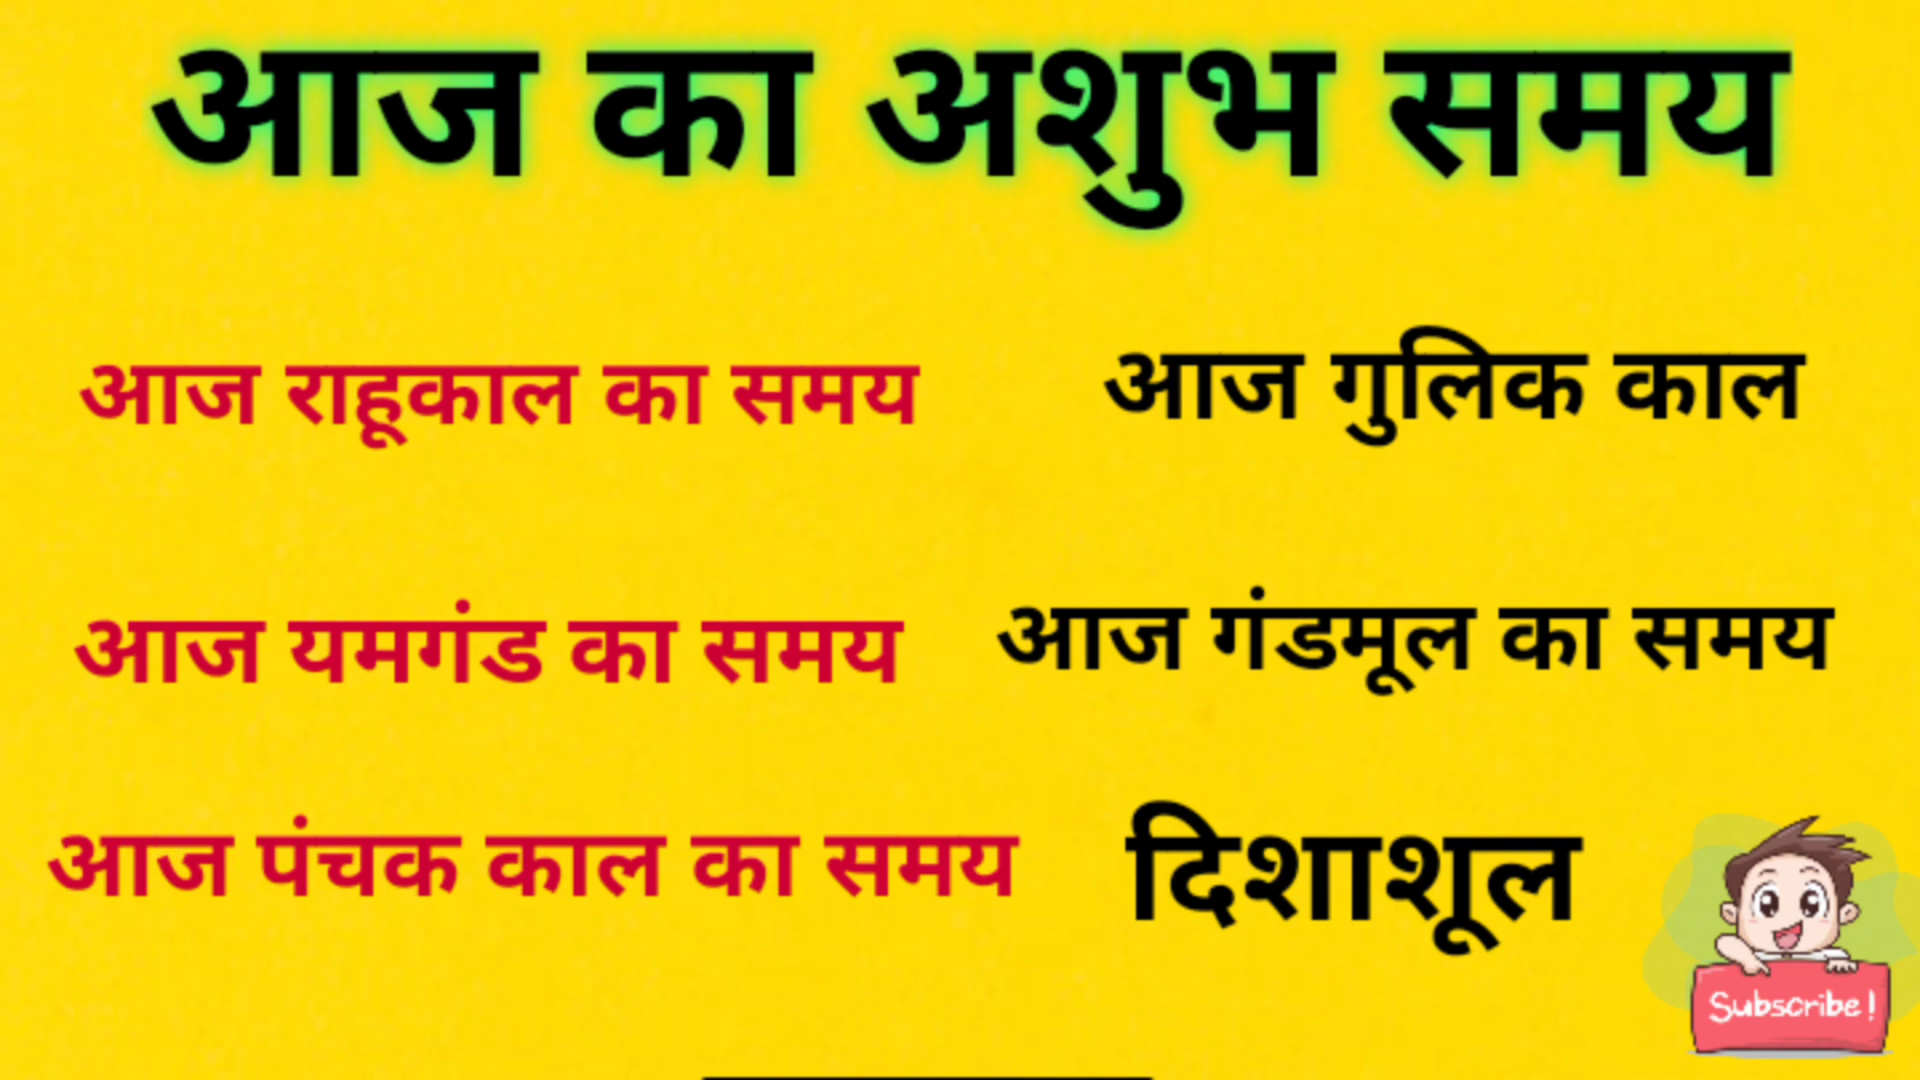 आज का अशुभ समय
आज राहूकाल का समय
आज गुलिक काल
आज यमगंड का समय
आज गंडमूल का समय
आज पंचक काल का समय
दिशाशूल
Subscribe!